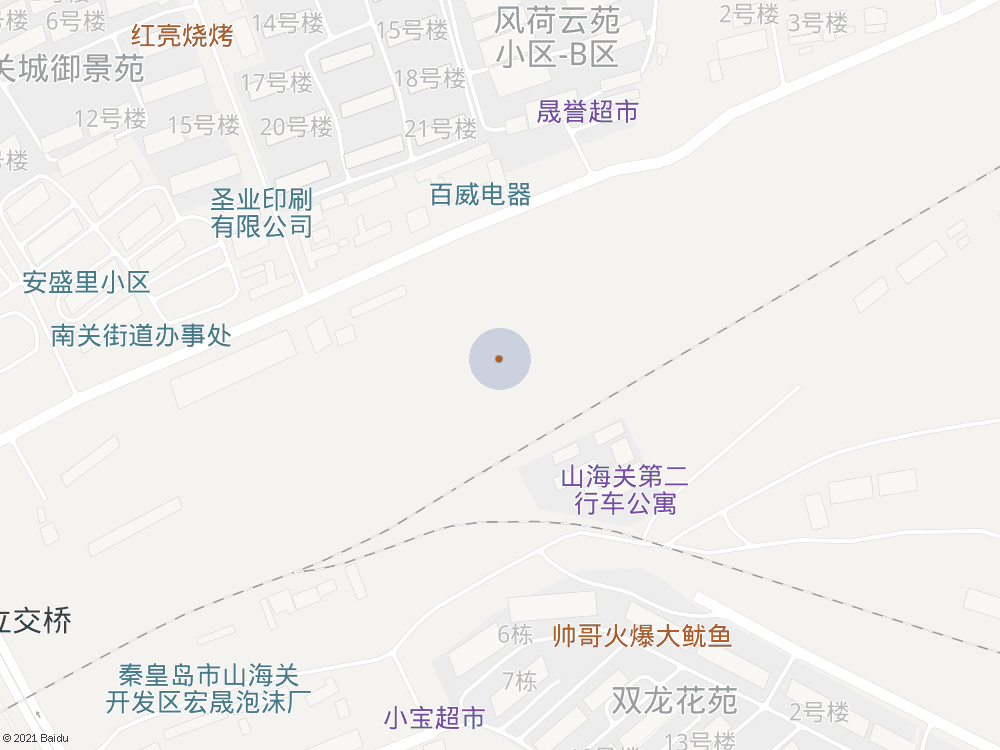 14号楼
风荷云苑
小区-B区
2号楼
3号楼
号楼
6号楼
15号楼
红亮烧烤
关城御景苑
17号楼
18号楼
晟誉超市
12号楼
15号楼
20号楼
21号楼
号楼
圣业印刷
有限公司
百威电器
安盛里小区
南关街道办事处
山海关第二
行车公寓
立交桥
6栋
帅哥火爆大鱿鱼
秦皇岛市山海关
开发区宏晟泡沫厂
7栋
双龙花苑
小宝超市
2号楼
13号楼
© 2021 Baidu